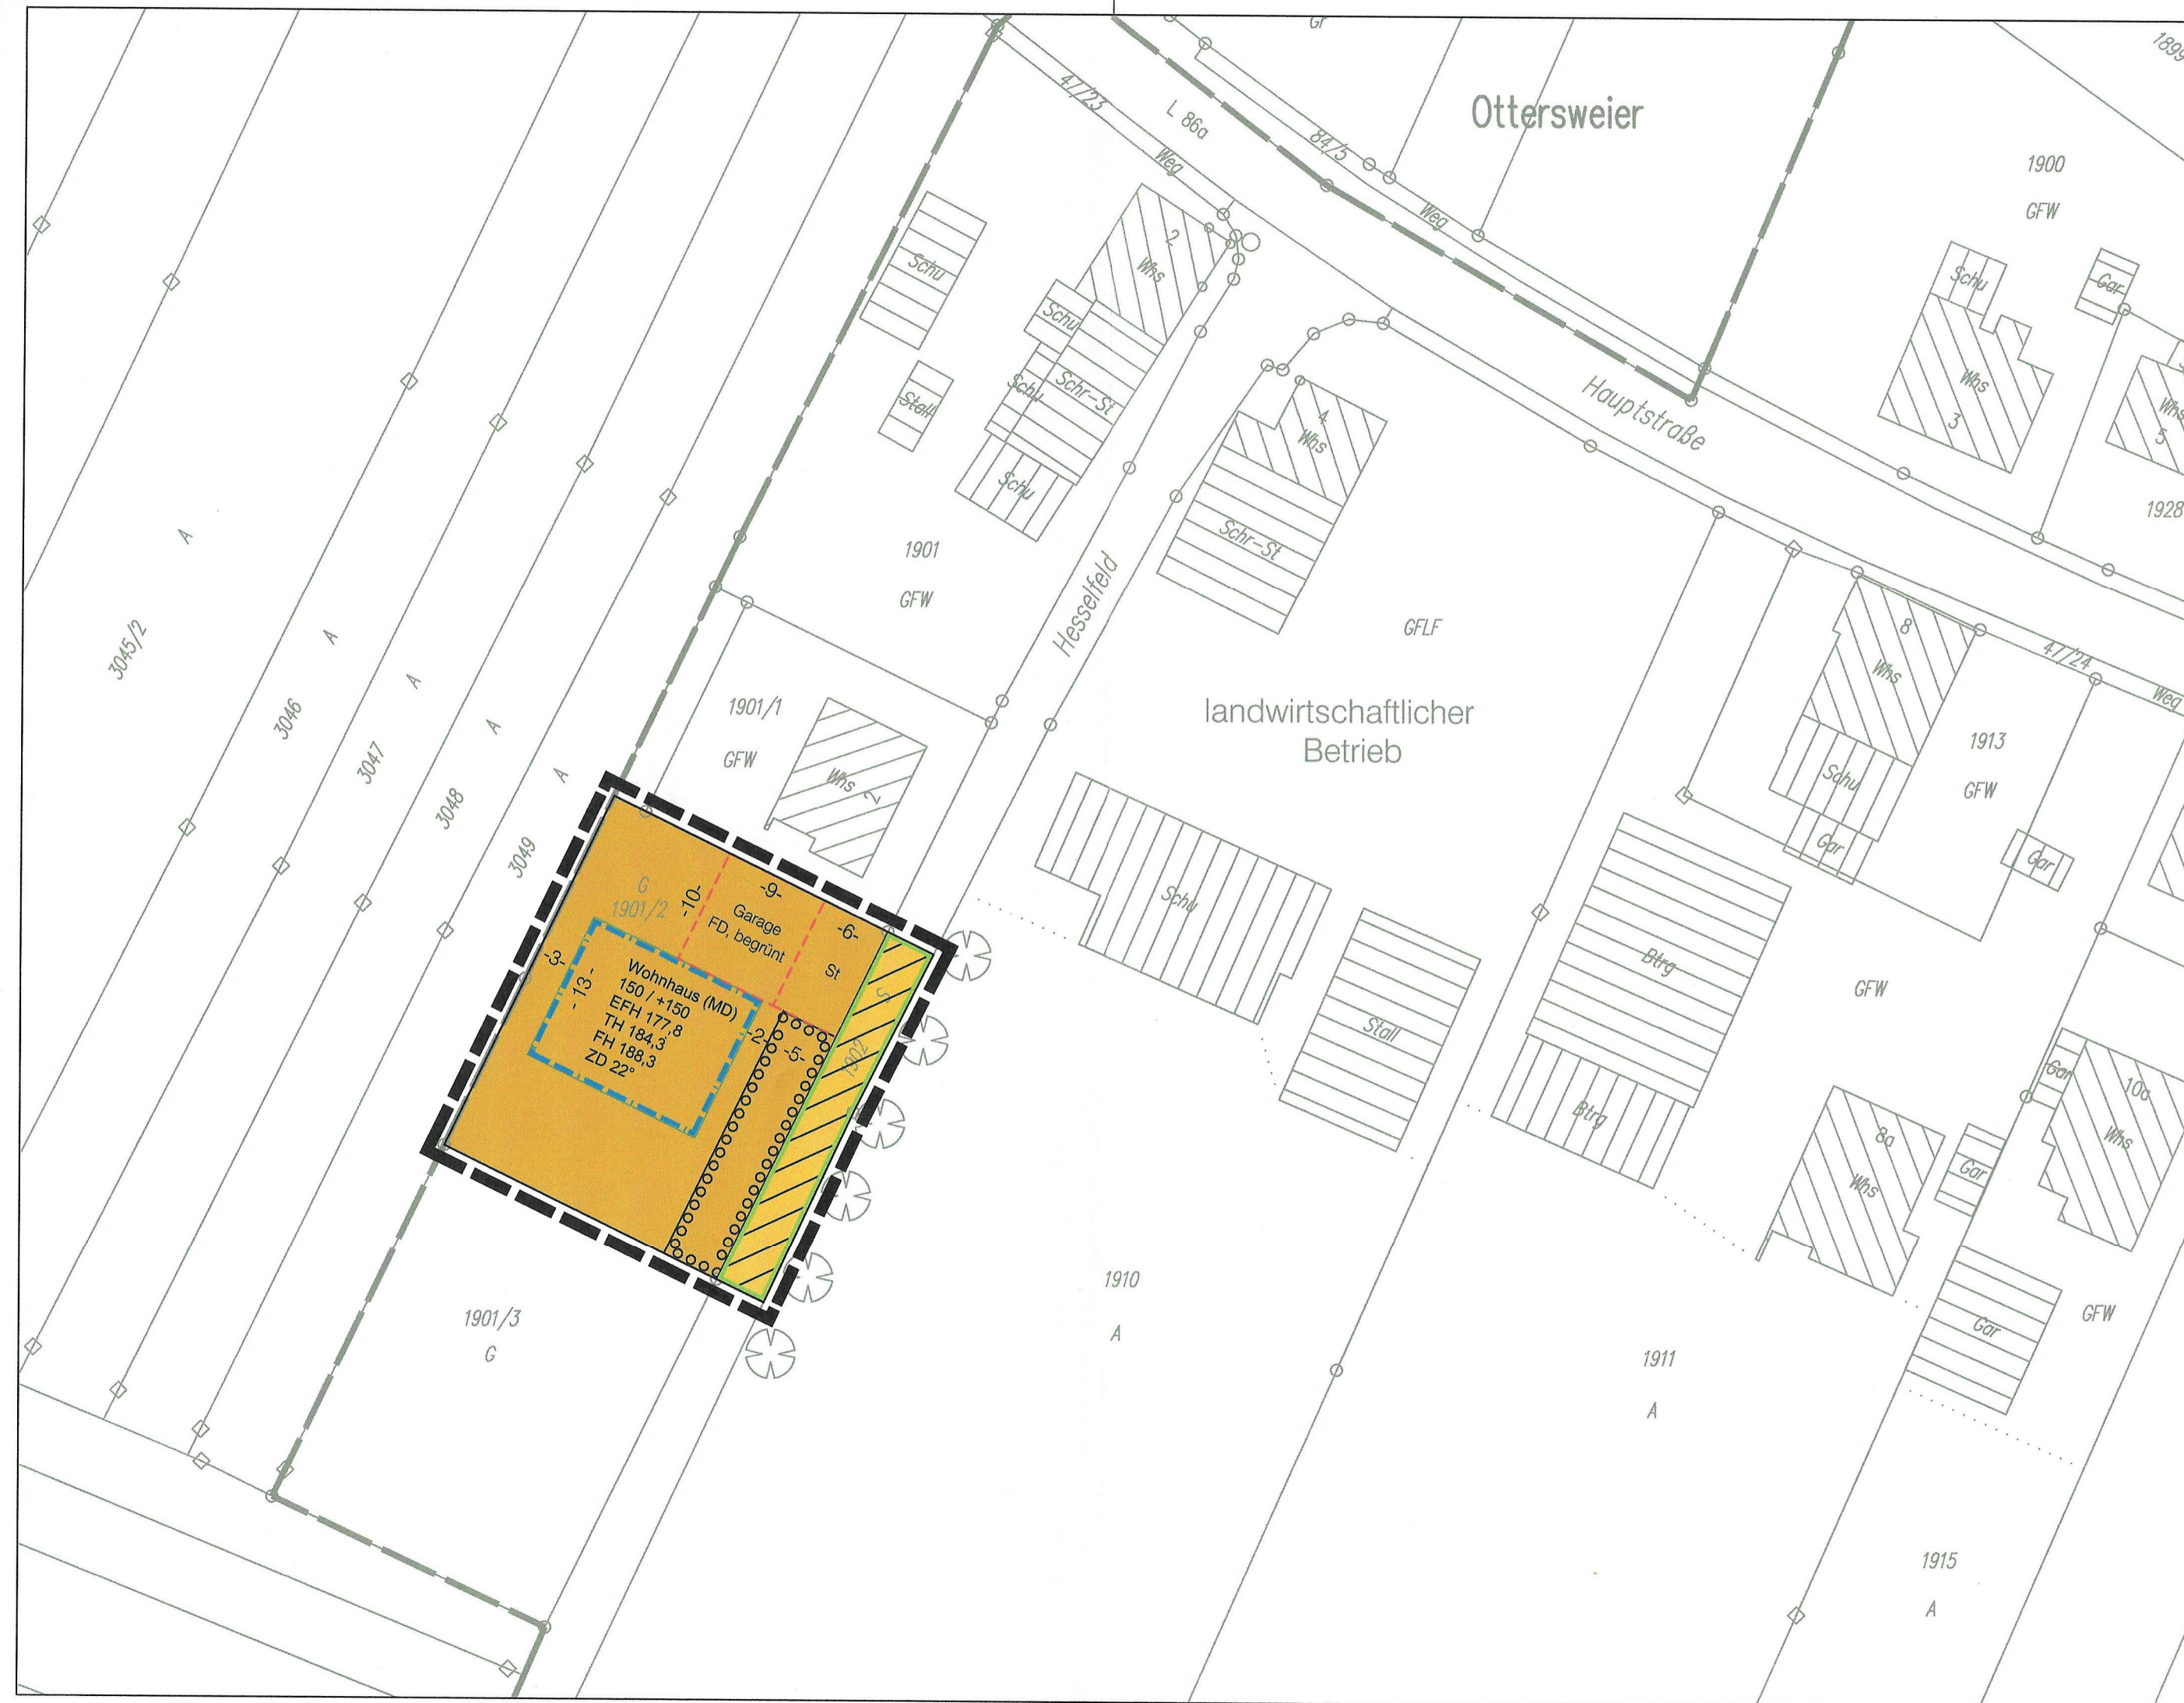 Gr
1899
47/23
L 86a
Ottersweier
84/5
Weg
1900
Weg
GFW
2
Schu
Whs
Schu
Gar
Schu
Schr-St
Schu
Stall
Whs
3
Whs
5
Hauptstraße
4
Whs
Schu
1928
Schr-St
1901
A
GFW
Hesselfeld
GFLF
8
3045/2
A
47/24
Whs
Weg
A
1901/1
3046
landwirtschaftlicher
Betrieb
A
1913
GFW
3047
Whs
2
A
Schu
GFW
3048
3049
Gar
Gar
G
1901/2
-10-
-9-
Garage
FD, begrünt
-6-
St
Schu
5
-3-
-13-
Wohnhaus (MD)
150 / +150
EFH 177,8
TH 184,3
FH 188,3
ZD 22°
-2-
-5-
1902
Btrg
GFW
Stall
Gar
10a
Btrg
8a
Whs
Gar
Whs
1901/3
G
1910
A
Gar
GFW
1911
A
1915
A